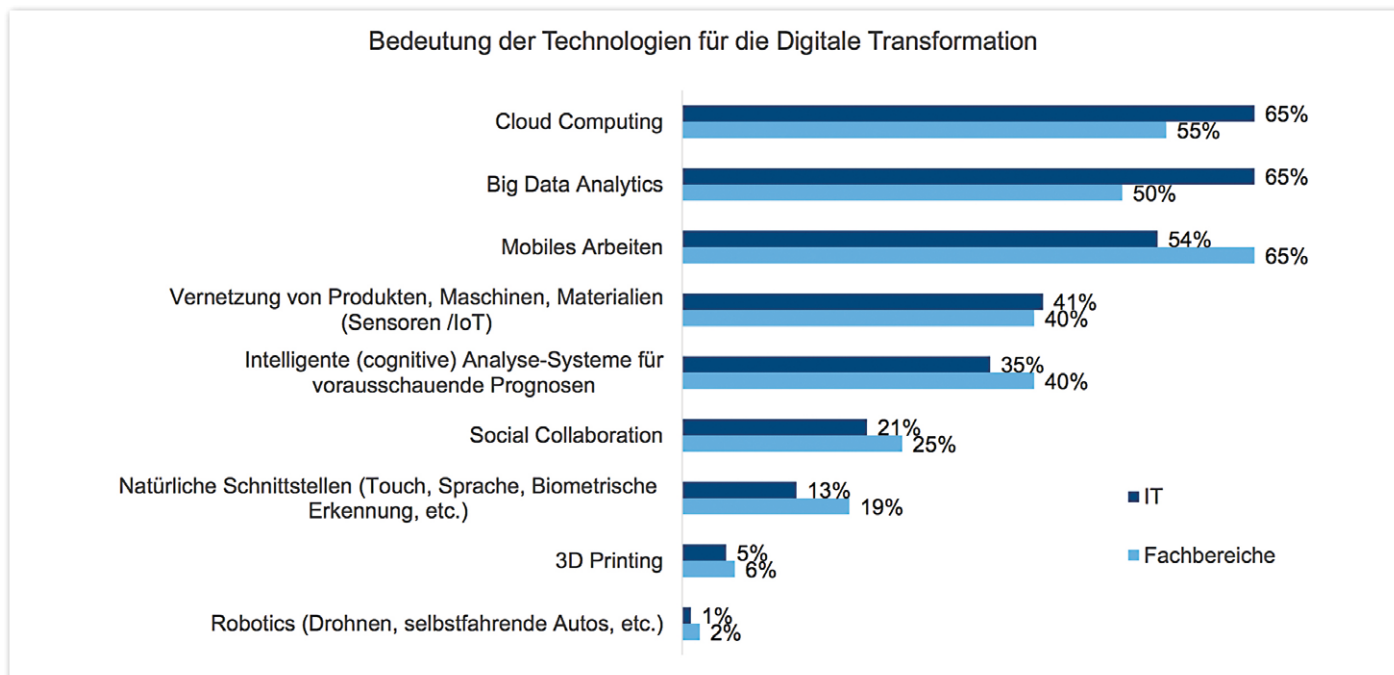 Bedeutung der Technologien für die Digitale Transformation
Cloud Computing
65%
55%
Big Data Analytics
65%
50%
Mobiles Arbeiten
54%
65%
Vernetzung von Produkten, Maschinen, Materialien
(Sensoren /IoT)
41%
40%
Intelligente (cognitive) Analyse-Systeme für
vorausschauende Prognosen
35%
40%
Social Collaboration
21%
25%
Natürliche Schnittstellen (Touch, Sprache, Biometrische
Erkennung, etc.)
13%
19%
3D Printing
5%
6%
Robotics (Drohnen, selbstfahrende Autos, etc.)
1%
2%
IT
Fachbereiche